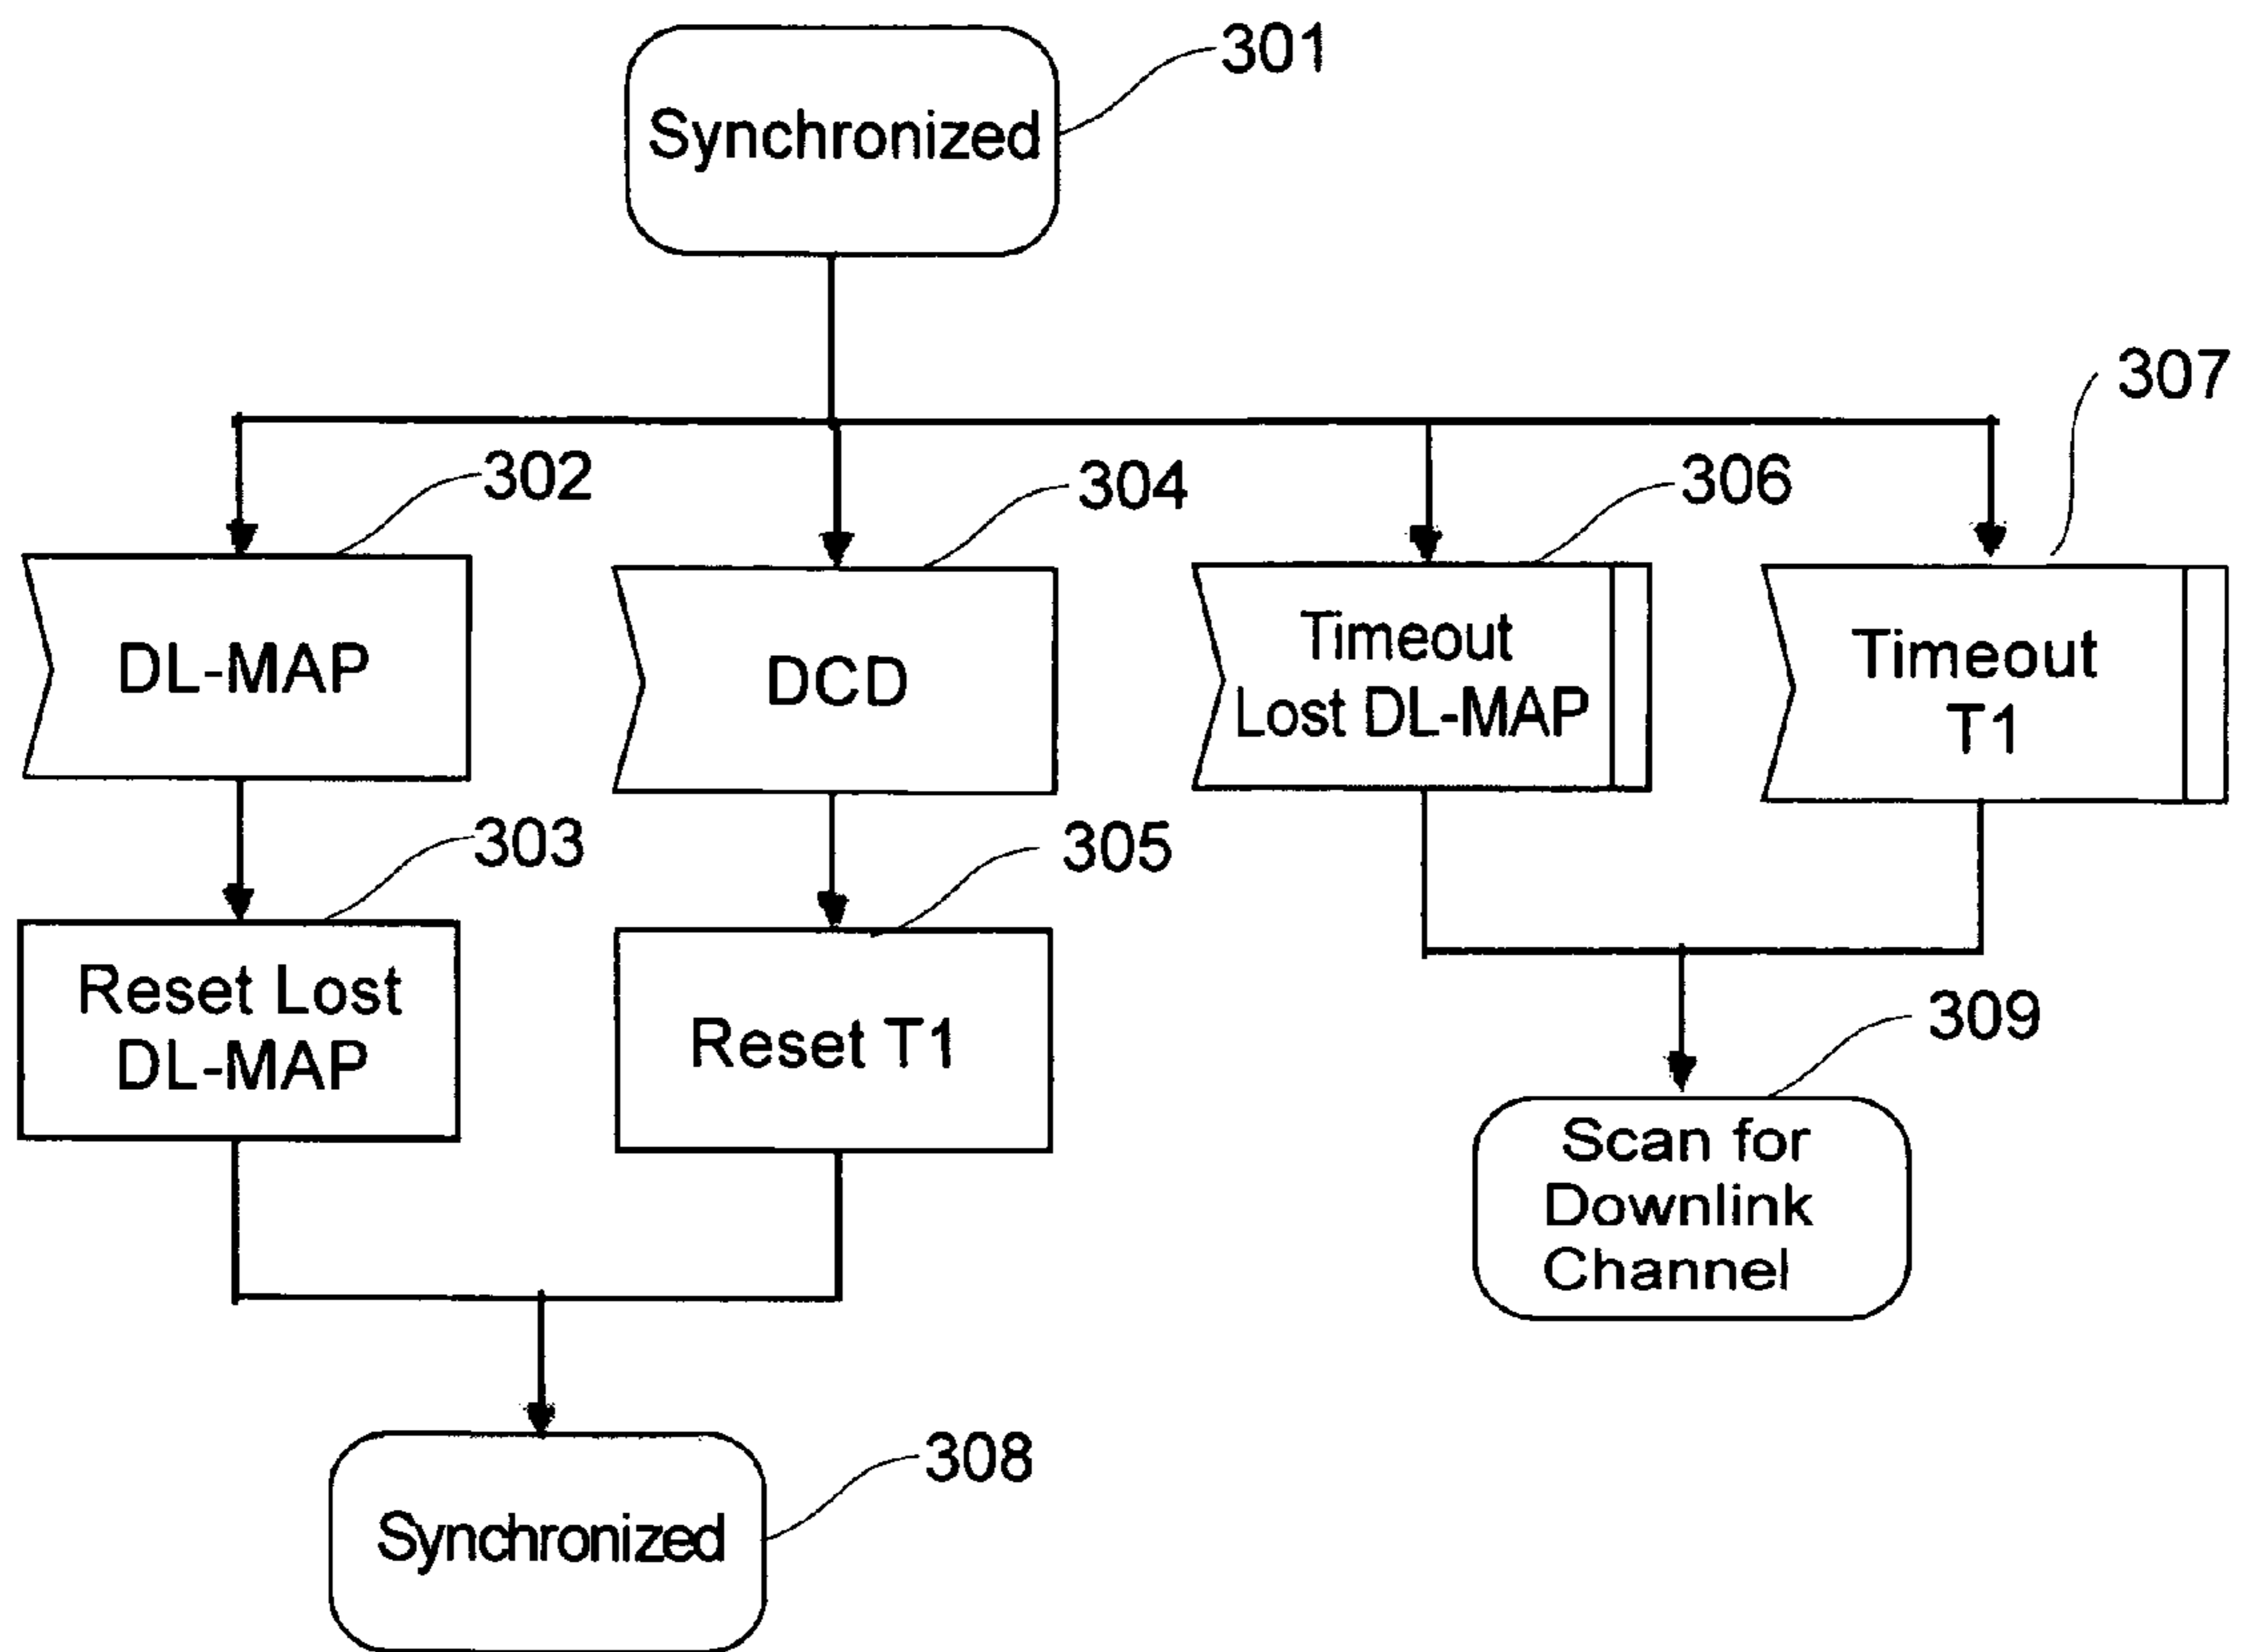 301
Synchronized
307
302
304
306
DL-MAP
DCD
Timeout
Lost DL-MAP
Timeout
T1
303
305
Reset Lost
DL-MAP
Reset T1
309
Scan for
Downlink
Channel
308
Synchronized